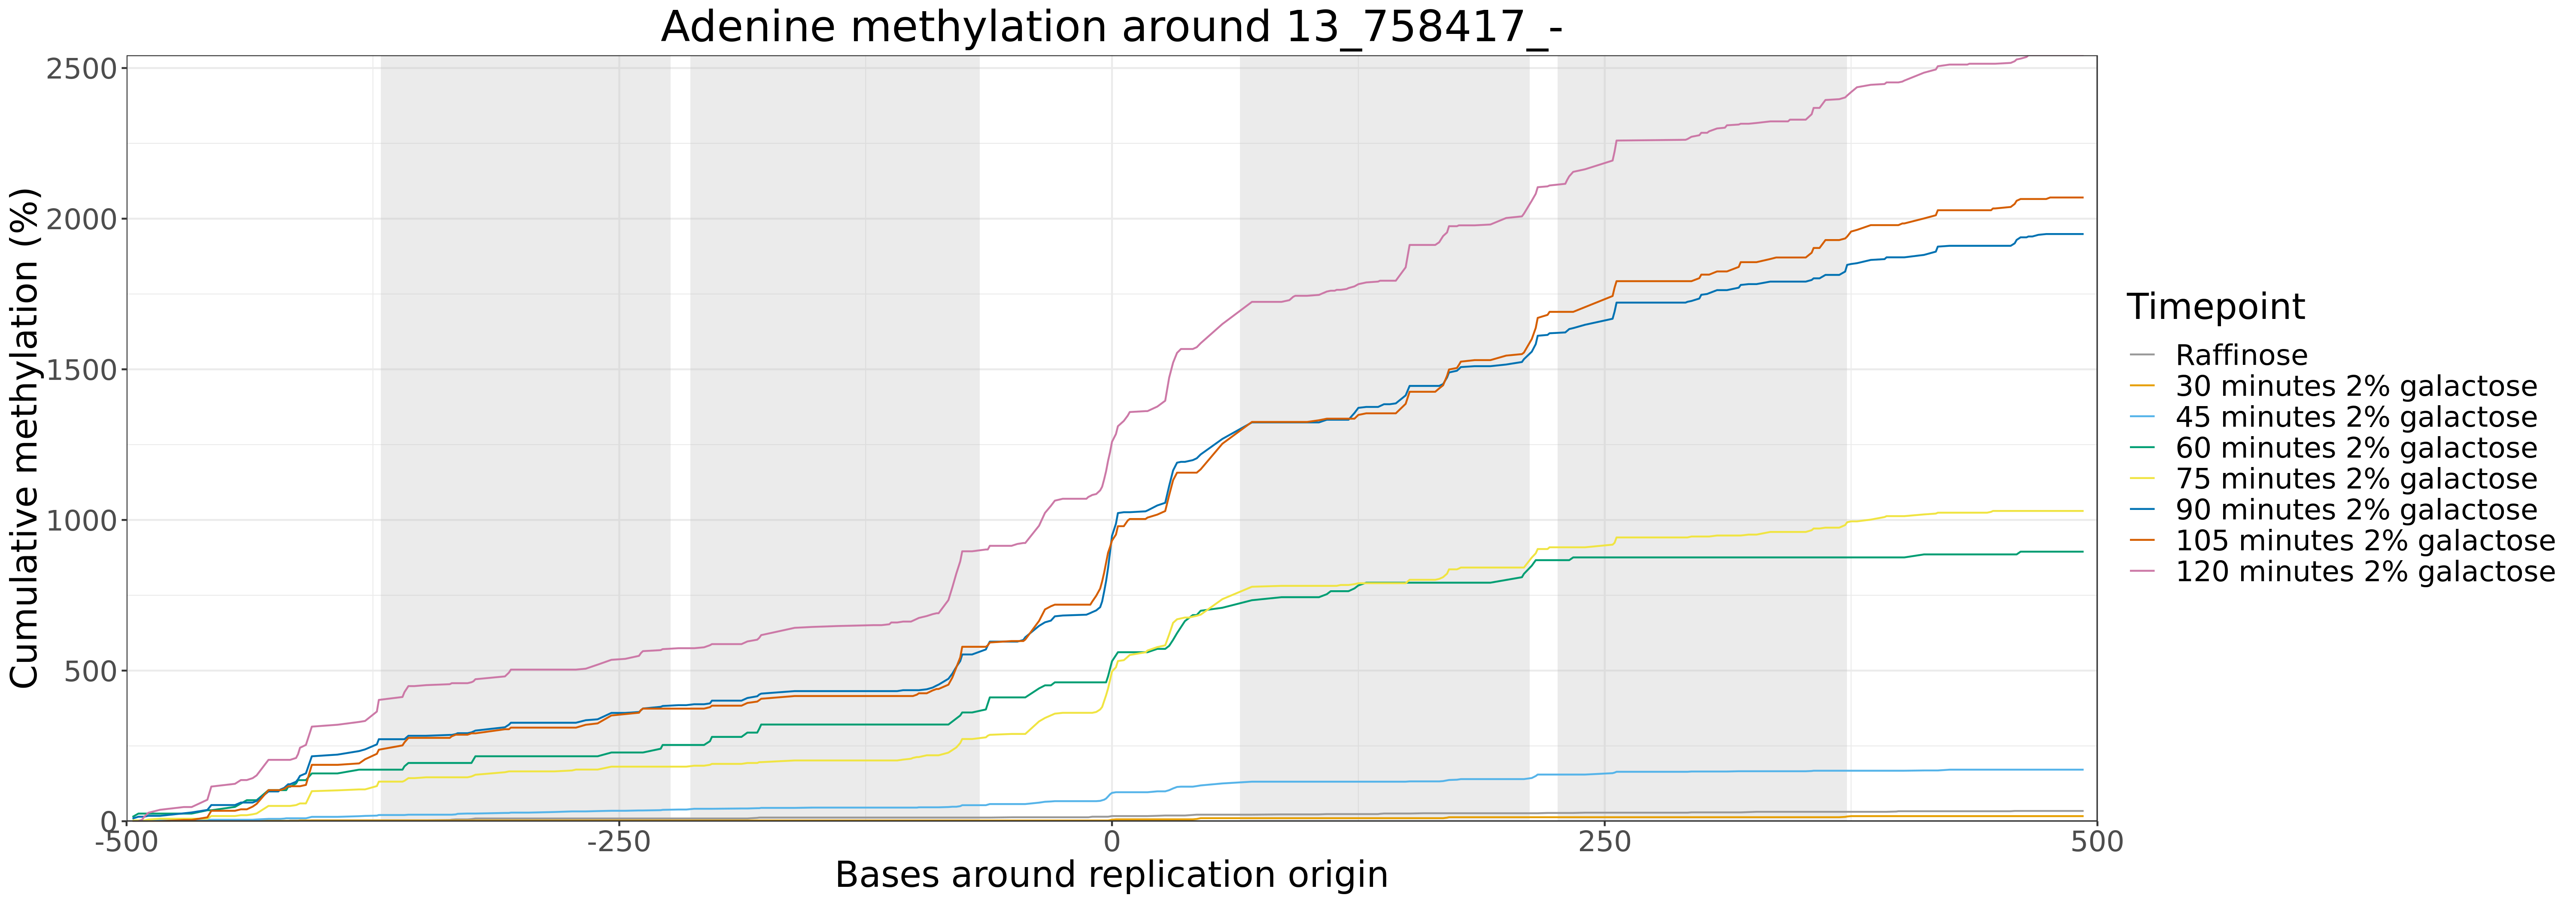 Adenine methylation around 13_758417_-
Cumulative methylation (%)
2500
2000
1500
1000
500
0
-500
-250
0
250
500
Bases around replication origin
Timepoint
Raffinose
30 minutes 2% galactose
45 minutes 2% galactose
60 minutes 2% galactose
75 minutes 2% galactose
90 minutes 2% galactose
105 minutes 2% galactose
120 minutes 2% galactose